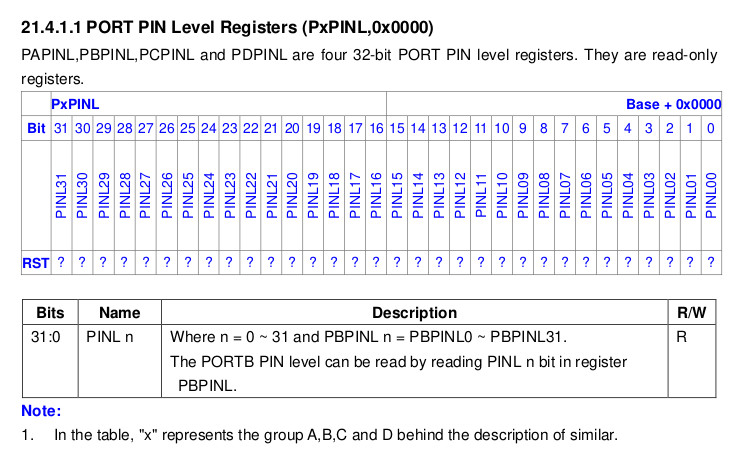 21.4.1.1 PORT PIN Level Registers (PxPINL,0x0000)
PAPINL,PBPINL,PCPINL and PDPINL are four 32-bit PORT PIN level registers. They are read-only
registers.
PxPINL Base + 0x0000
Bit 31 30 29 28 27 26 25 24 23 22 21 20 19 18 17 16 15 14 13 12 11 10 9 8 7 6 5 4 3 2 1 0
PINL31 PINL30 PINL29 PINL28 PINL27 PINL26 PINL25 PINL24 PINL23 PINL22 PINL21 PINL20 PINL19 PINL18 PINL17 PINL16 PINL15 PINL14 PINL13 PINL12 PINL11 PINL10 PINL09 PINL08 PINL07 PINL06 PINL05 PINL04 PINL03 PINL02 PINL01 PINL00
RST ? ? ? ? ? ? ? ? ? ? ? ? ? ? ? ? ? ? ? ? ? ? ? ? ? ? ? ? ? ? ? ?
Bits Name Description R/W
31:0 PINL n Where n = 0 ~ 31 and PBPINL n = PBPINL0 ~ PBPINL31. R
The PORTB PIN level can be read by reading PINL n bit in register
PBPINL.
Note:
1. In the table, "x" represents the group A,B,C and D behind the description of similar.